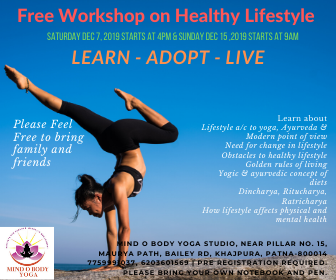 Free Workshop on Healthy Lifestyle
SATURDAY DEC 7, 2019 STARTS AT 4PM & SUNDAY DEC 15 ,2019 STARTS AT 9AM
LEARN - ADOPT - LIVE
Please Feel
Free to bring
family and
friends
Learn about
Lifestyle a/c to yoga, Ayurveda &
Modern point of view
Need for change in lifestyle
Obstacles to healthy lifestyle
Golden rules of living
Yogic & ayurvedic concept of
diets
Dincharya, Ritucharya,
Ratricharya
How lifestyle affects physical and
mental health
MIND O BODY
YOGA
MIND O BODY YOGA STUDIO, NEAR PILLAR NO. 15,
MAURYA PATH, BAILEY RD, KHAJPURA, PATNA-800014
7759995037, 6203601569 | PRE REGISTRATION REQUIRED.
PLEASE BRING YOUR OWN NOTEBOOK AND PEN.